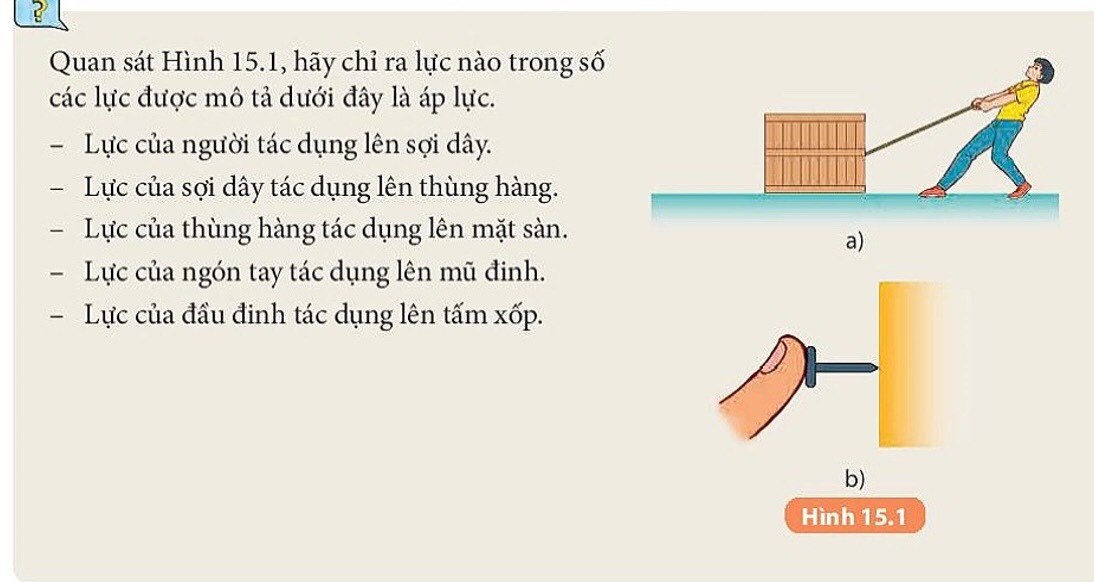 ?
Quan sát Hình 15.1, hãy chỉ ra lực nào trong số
các lực được mô tả dưới đây là áp lực.
– Lực của người tác dụng lên sợi dây.
– Lực của sợi dây tác dụng lên thùng hàng.
– Lực của thùng hàng tác dụng lên mặt sàn.
– Lực của ngón tay tác dụng lên mũ đinh.
– Lực của đầu đinh tác dụng lên tấm xốp.
a)
b)
Hình 15.1